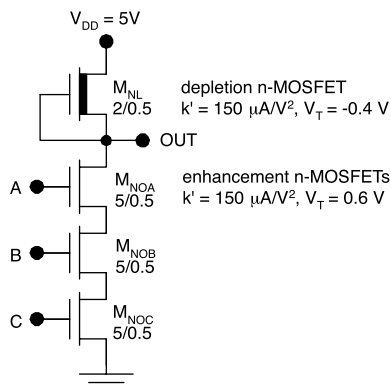 V_DD = 5V
M_NL
2/0.5
depletion n-MOSFET
k' = 150 μA/V², V_T = -0.4 V
OUT
A
M_NOA
5/0.5
enhancement n-MOSFETs
k' = 150 μA/V², V_T = 0.6 V
B
M_NOB
5/0.5
C
M_NOC
5/0.5